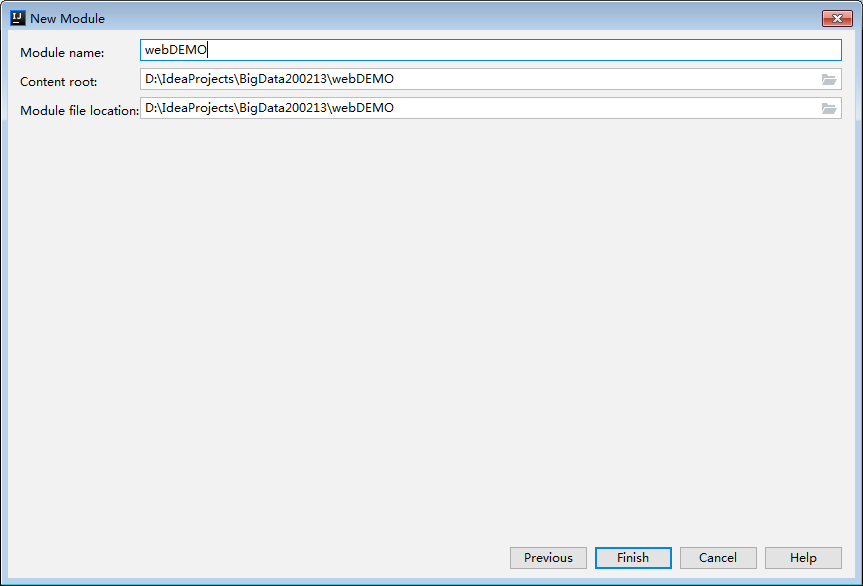 IJ New Module
Module name: webDEMO
Content root: D:\IdeaProjects\BigData200213\webDEMO
Module file location: D:\IdeaProjects\BigData200213\webDEMO
Previous Finish Cancel Help